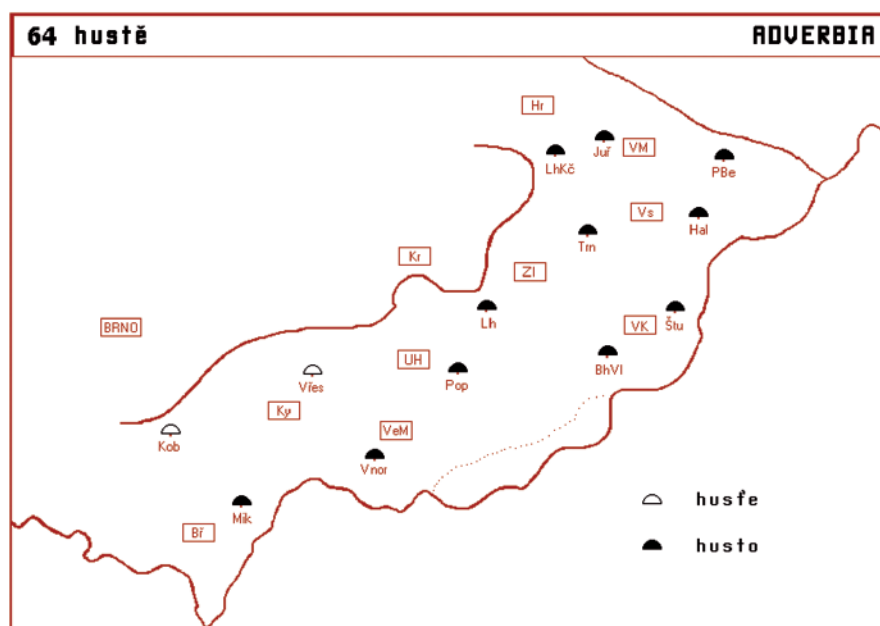 64 hustě ADVERBIA
Hr
Juř VM
LhKč PBe
Vs Hal
Trn
Kr Zl
Lh
BRNO VK Štu
UH BhVl
Vřes Pop
Ky
VeM
Kob Vnor
Mik
Bř
husťe
husto